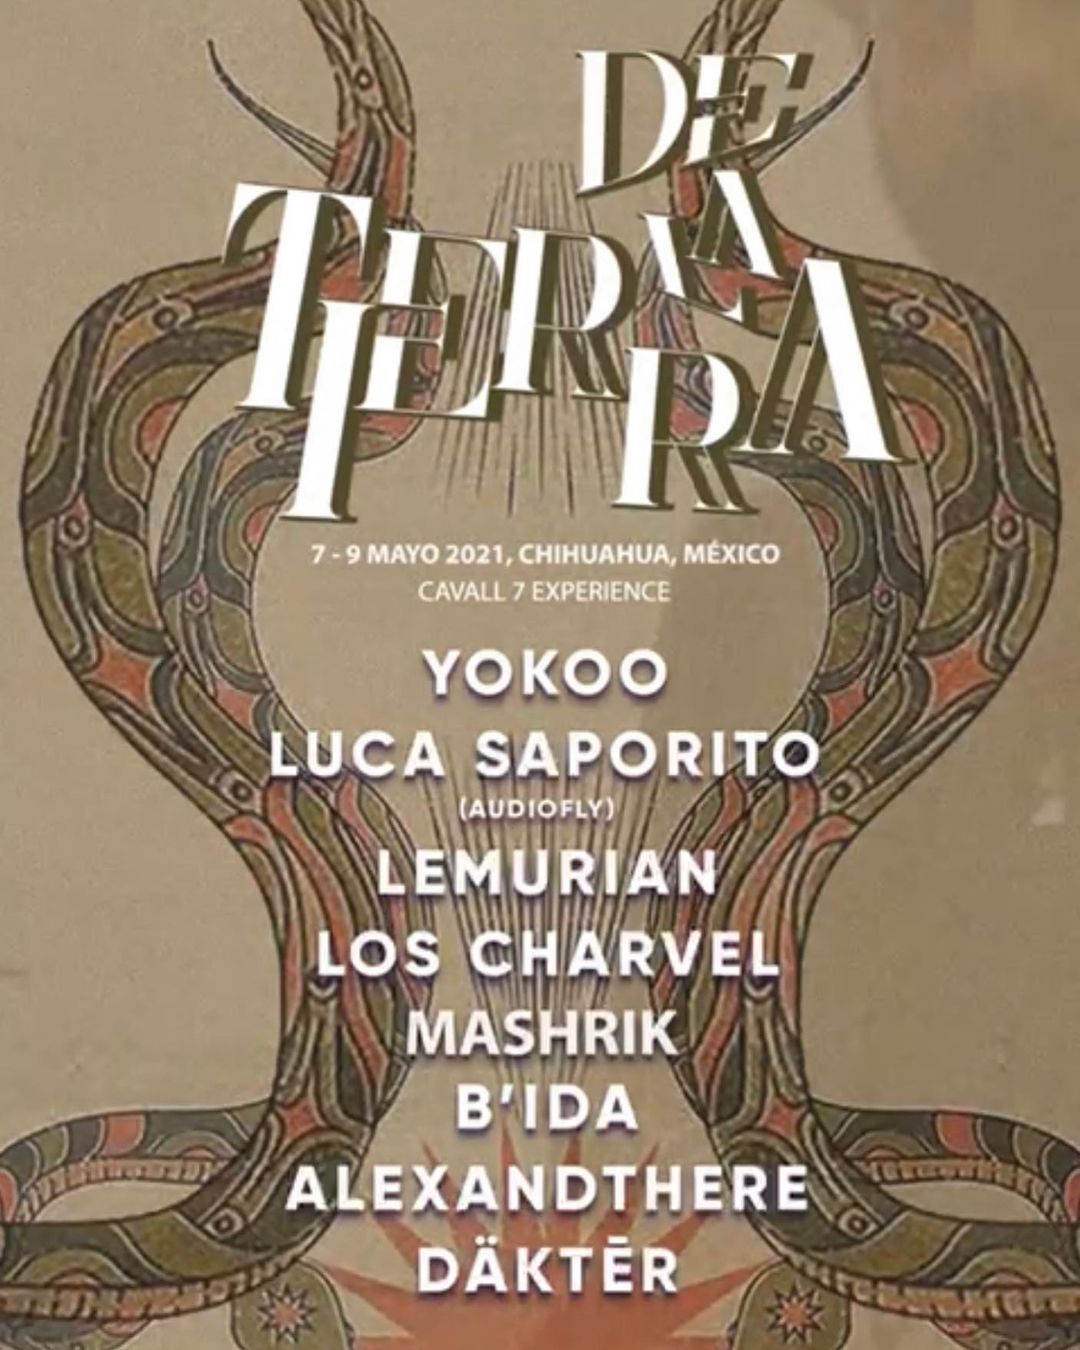 DE
LA
TIERRA
7 - 9 MAYO 2021, CHIHUAHUA, MÉXICO
CAVALL 7 EXPERIENCE
YOKOO
LUCA SAPORITO
(AUDIOFLY)
LEMURIAN
LOS CHARVEL
MASHRIK
B'IDA
ALEXANDTHERE
DÄKTĒR